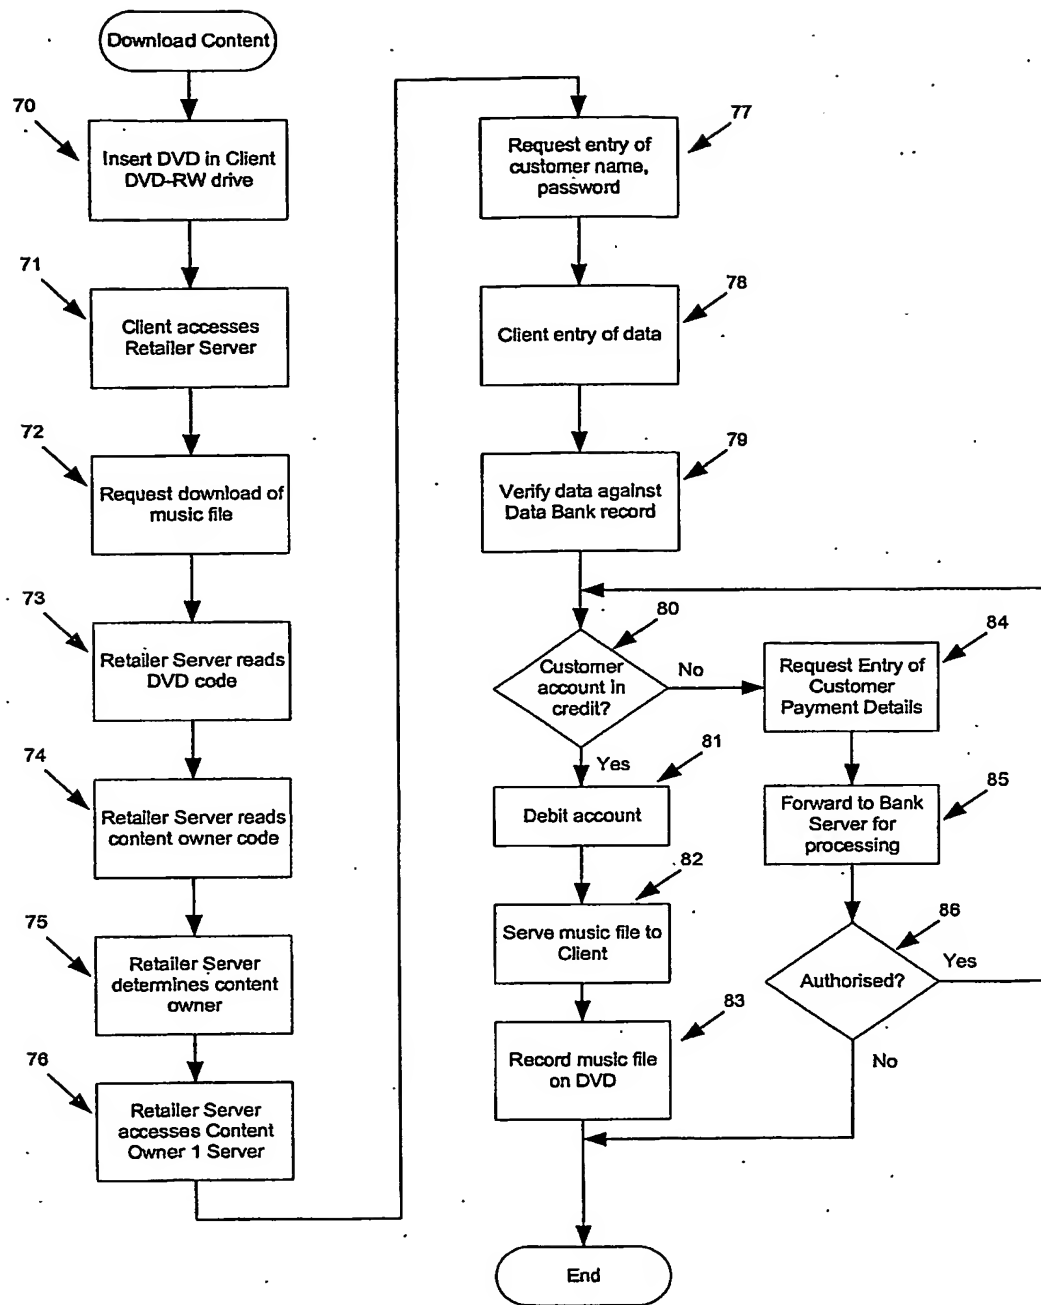 Download Content
70
Insert DVD in Client
DVD-RW drive
71
Client accesses
Retailer Server
72
Request download of
music file
73
Retailer Server reads
DVD code
74
Retailer Server reads
content owner code
75
Retailer Server
determines content
owner
76
Retailer Server
accesses Content
Owner 1 Server
77
Request entry of
customer name,
password
78
Client entry of data
79
Verify data against
Data Bank record
80
Customer
account in
credit?
No
Yes
81
Debit account
82
Serve music file to
Client
83
Record music file
on DVD
84
Request Entry of
Customer
Payment Details
85
Forward to Bank
Server for
processing
86
Authorised?
Yes
No
End